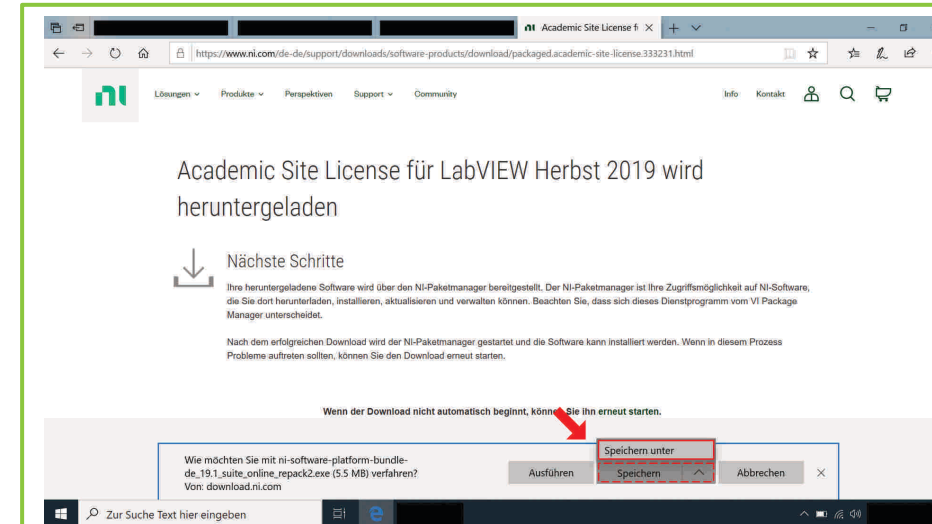 Academic Site License fi
https://www.ni.com/de-de/support/downloads/software-products/download/packaged.academic-site-license.333231.html
ni
Lösungen Produkte Perspektiven Support Community Info Kontakt
Academic Site License für LabVIEW Herbst 2019 wird
heruntergeladen
Nächste Schritte
Ihre heruntergeladene Software wird über den NI-Paketmanager bereitgestellt. Der NI-Paketmanager ist Ihre Zugriffsmöglichkeit auf NI-Software,
die Sie dort herunterladen, installieren, aktualisieren und verwalten können. Beachten Sie, dass sich dieses Dienstprogramm vom VI Package
Manager unterscheidet.
Nach dem erfolgreichen Download wird der NI-Paketmanager gestartet und die Software kann installiert werden. Wenn in diesem Prozess
Probleme auftreten sollten, können Sie den Download erneut starten.
Wenn der Download nicht automatisch beginnt, können Sie ihn erneut starten.
Speichern unter
Wie möchten Sie mit ni-software-platform-bundle-
de_19.1_suite_online_repack2.exe (5.5 MB) verfahren?
Von: download.ni.com
Ausführen Speichern Abbrechen
Zur Suche Text hier eingeben